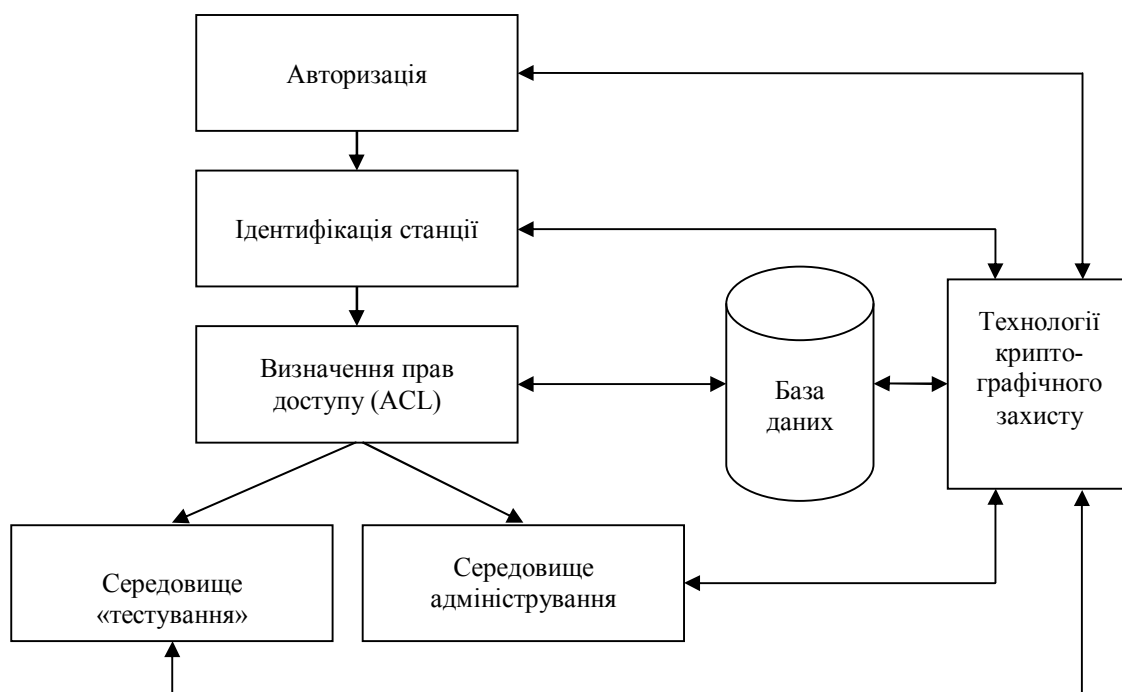 Авторизація
Ідентифікація станції
Визначення прав
доступу (ACL)
База
даних
Технології
крипто-
графічного
захисту
Середовище
«тестування»
Середовище
адміністрування